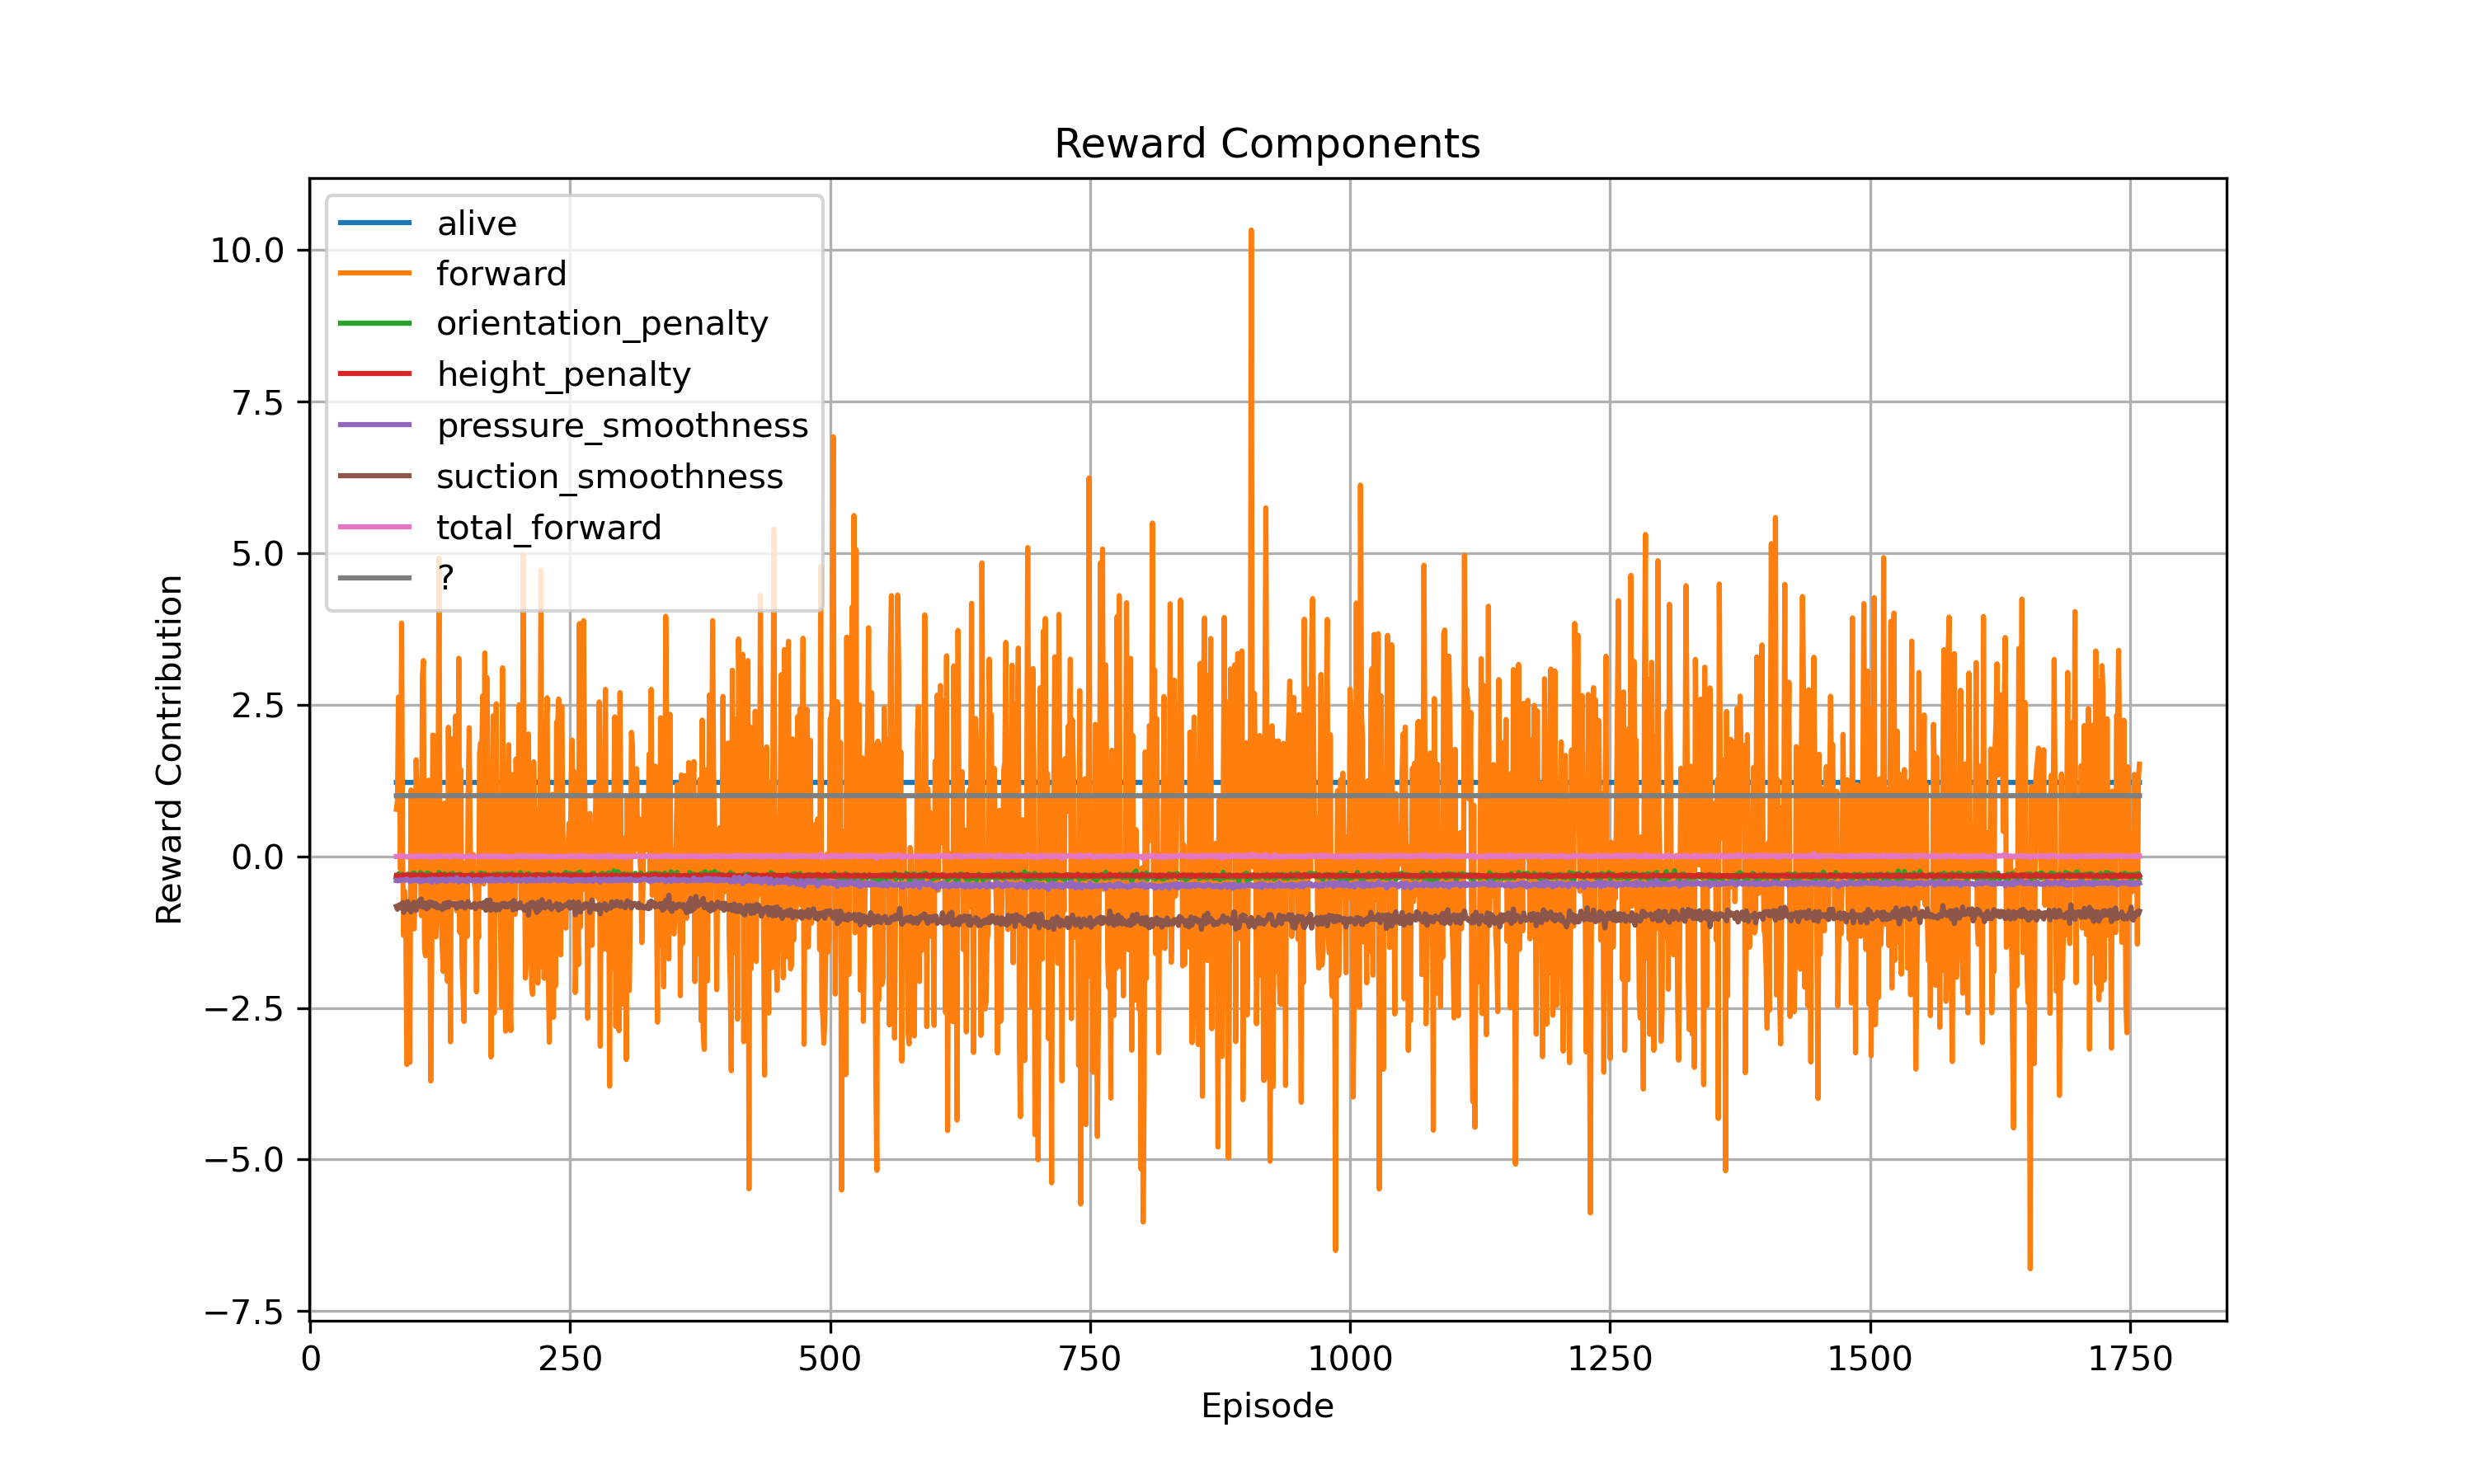 Reward Components
alive
forward
orientation_penalty
height_penalty
pressure_smoothness
suction_smoothness
total_forward
?
10.0
7.5
5.0
2.5
0.0
−2.5
−5.0
−7.5
Reward Contribution
0 250 500 750 1000 1250 1500 1750
Episode